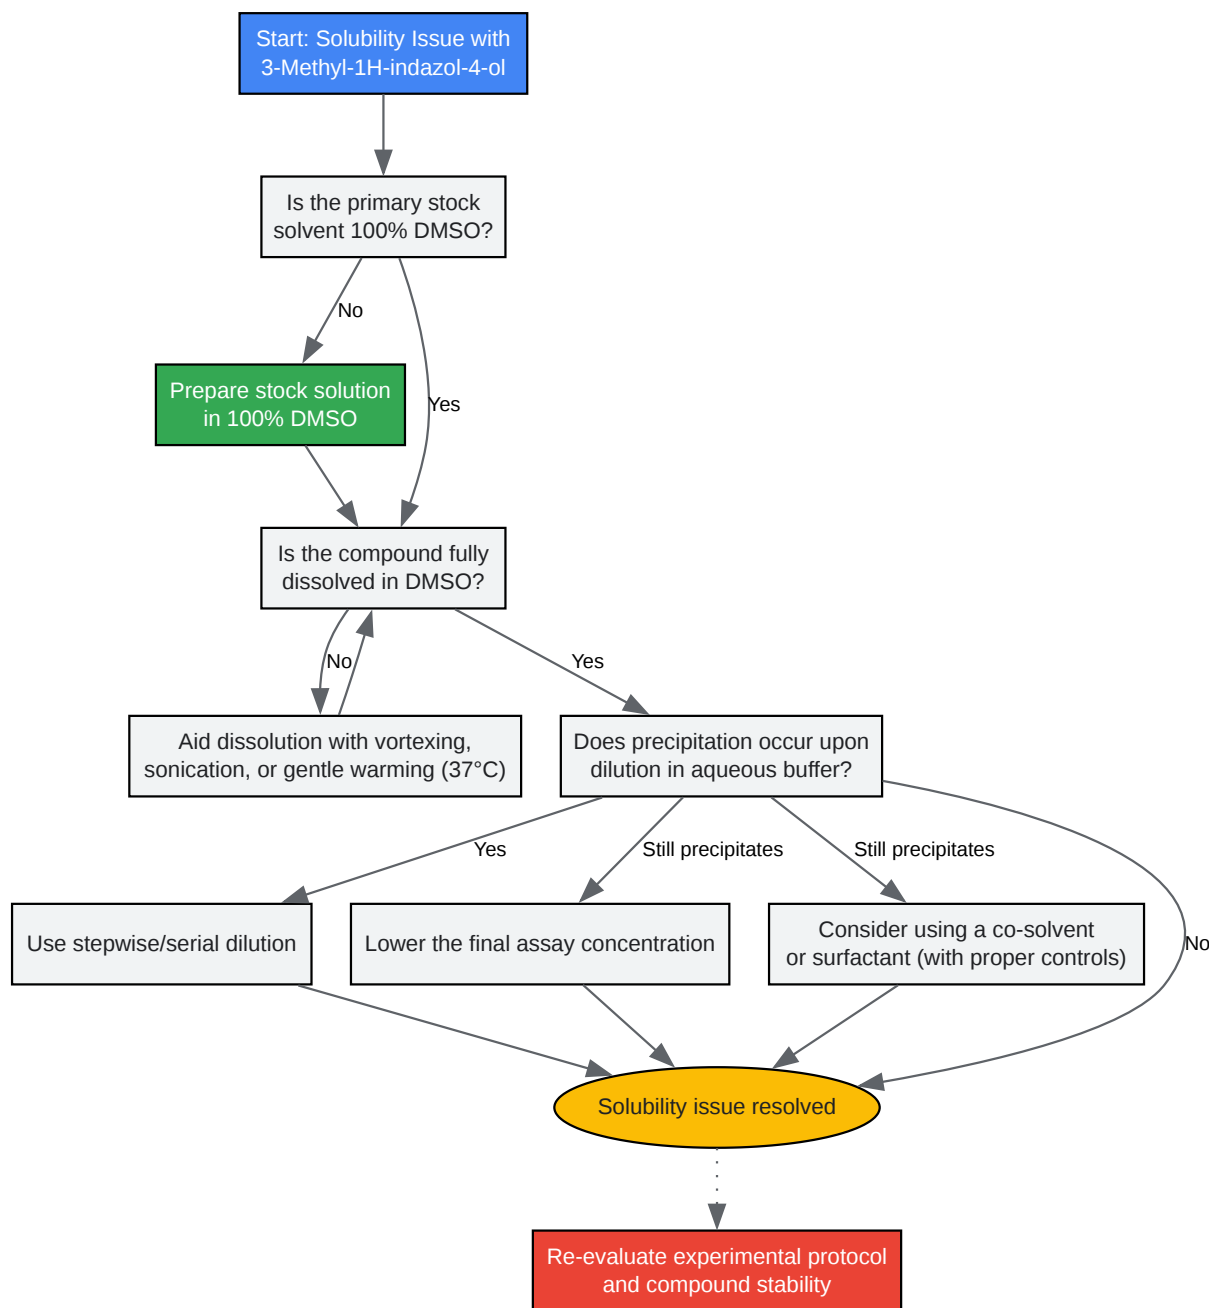 Start: Solubility Issue with
3-Methyl-1H-indazol-4-ol
Is the primary stock
solvent 100% DMSO?
No
Yes
Prepare stock solution
in 100% DMSO
Is the compound fully
dissolved in DMSO?
No
Yes
Aid dissolution with vortexing,
sonication, or gentle warming (37°C)
Does precipitation occur upon
dilution in aqueous buffer?
Yes
Still precipitates
Still precipitates
No
Use stepwise/serial dilution
Lower the final assay concentration
Consider using a co-solvent
or surfactant (with proper controls)
Solubility issue resolved
Re-evaluate experimental protocol
and compound stability